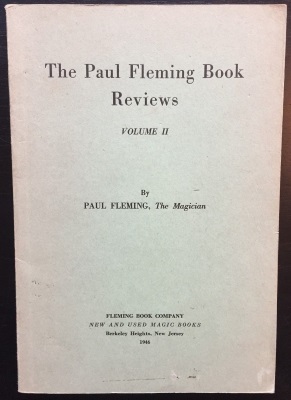 The Paul Fleming Book
Reviews
VOLUME II
By
PAUL FLEMING, The Magician
FLEMING BOOK COMPANY
NEW AND USED MAGIC BOOKS
Berkeley Heights, New Jersey
1946